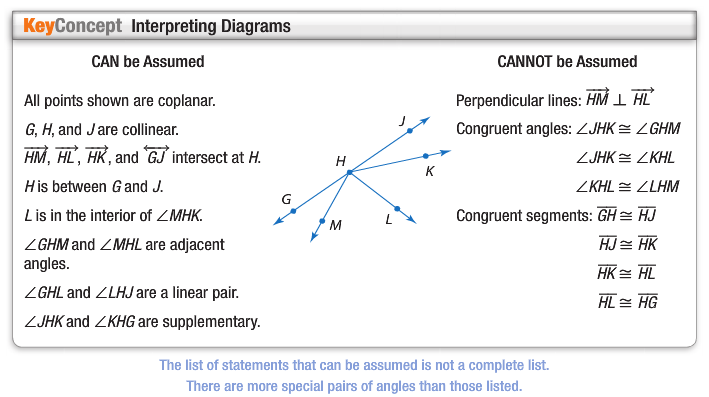 KeyConcept Interpreting Diagrams
CAN be Assumed
All points shown are coplanar.
G, H, and J are collinear.
HM, HL, HK, and GJ intersect at H.
H is between G and J.
L is in the interior of ∠MHK.
∠GHM and ∠MHL are adjacent
angles.
∠GHL and ∠LHJ are a linear pair.
∠JHK and ∠KHG are supplementary.
J
H
K
G
M
L
CANNOT be Assumed
Perpendicular lines: HM ⊥ HL
Congruent angles: ∠JHK ≅ ∠GHM
∠JHK ≅ ∠KHL
∠KHL ≅ ∠LHM
Congruent segments: GH ≅ HJ
HJ ≅ HK
HK ≅ HL
HL ≅ HG
The list of statements that can be assumed is not a complete list.
There are more special pairs of angles than those listed.